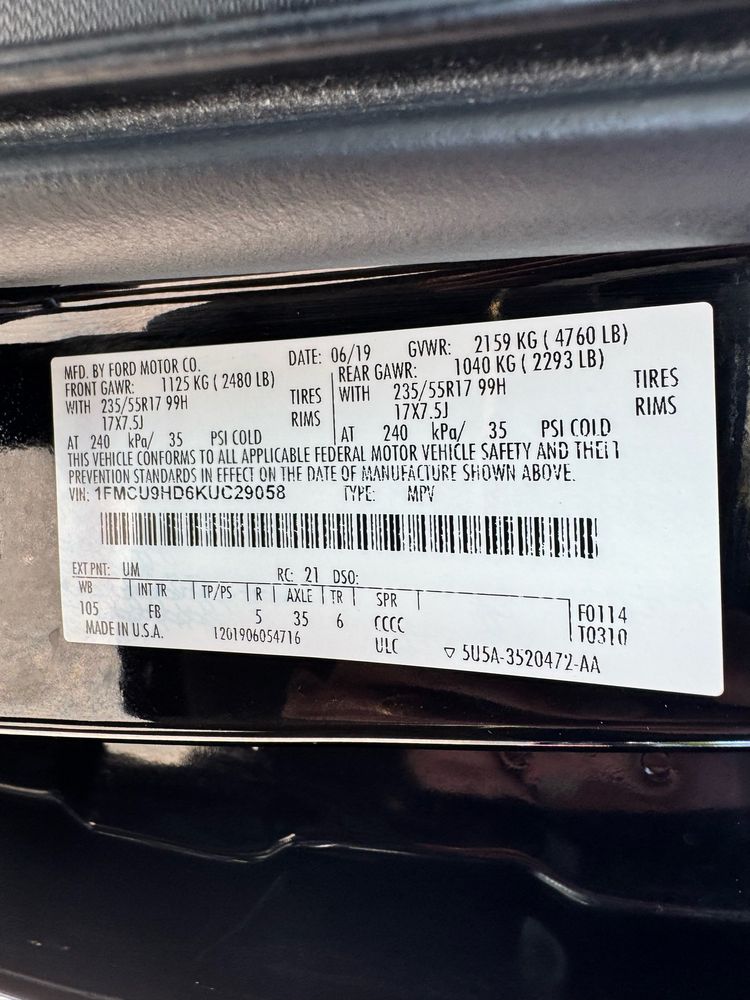 MFD. BY FORD MOTOR CO. DATE: 06/19 GVWR: 2159 KG ( 4760 LB)
FRONT GAWR: 1125 KG ( 2480 LB) REAR GAWR: 1040 KG ( 2293 LB)
WITH 235/55R17 99H TIRES WITH 235/55R17 99H TIRES
17X7.5J RIMS 17X7.5J RIMS
AT 240 kPa/ 35 PSI COLD AT 240 kPa/ 35 PSI COLD
THIS VEHICLE CONFORMS TO ALL APPLICABLE FEDERAL MOTOR VEHICLE SAFETY AND THEFT
PREVENTION STANDARDS IN EFFECT ON THE DATE OF MANUFACTURE SHOWN ABOVE.
VIN: 1FMCU9HD6KUC29058 TYPE: MPV
EXT PNT: UM RC: 21 DSO:
WB INT TR TP/PS R AXLE TR SPR
105 FB 5 35 6 CCCC F0114
MADE IN U.S.A. 1201906054716 ULC T0310
▽ 5U5A-3520472-AA